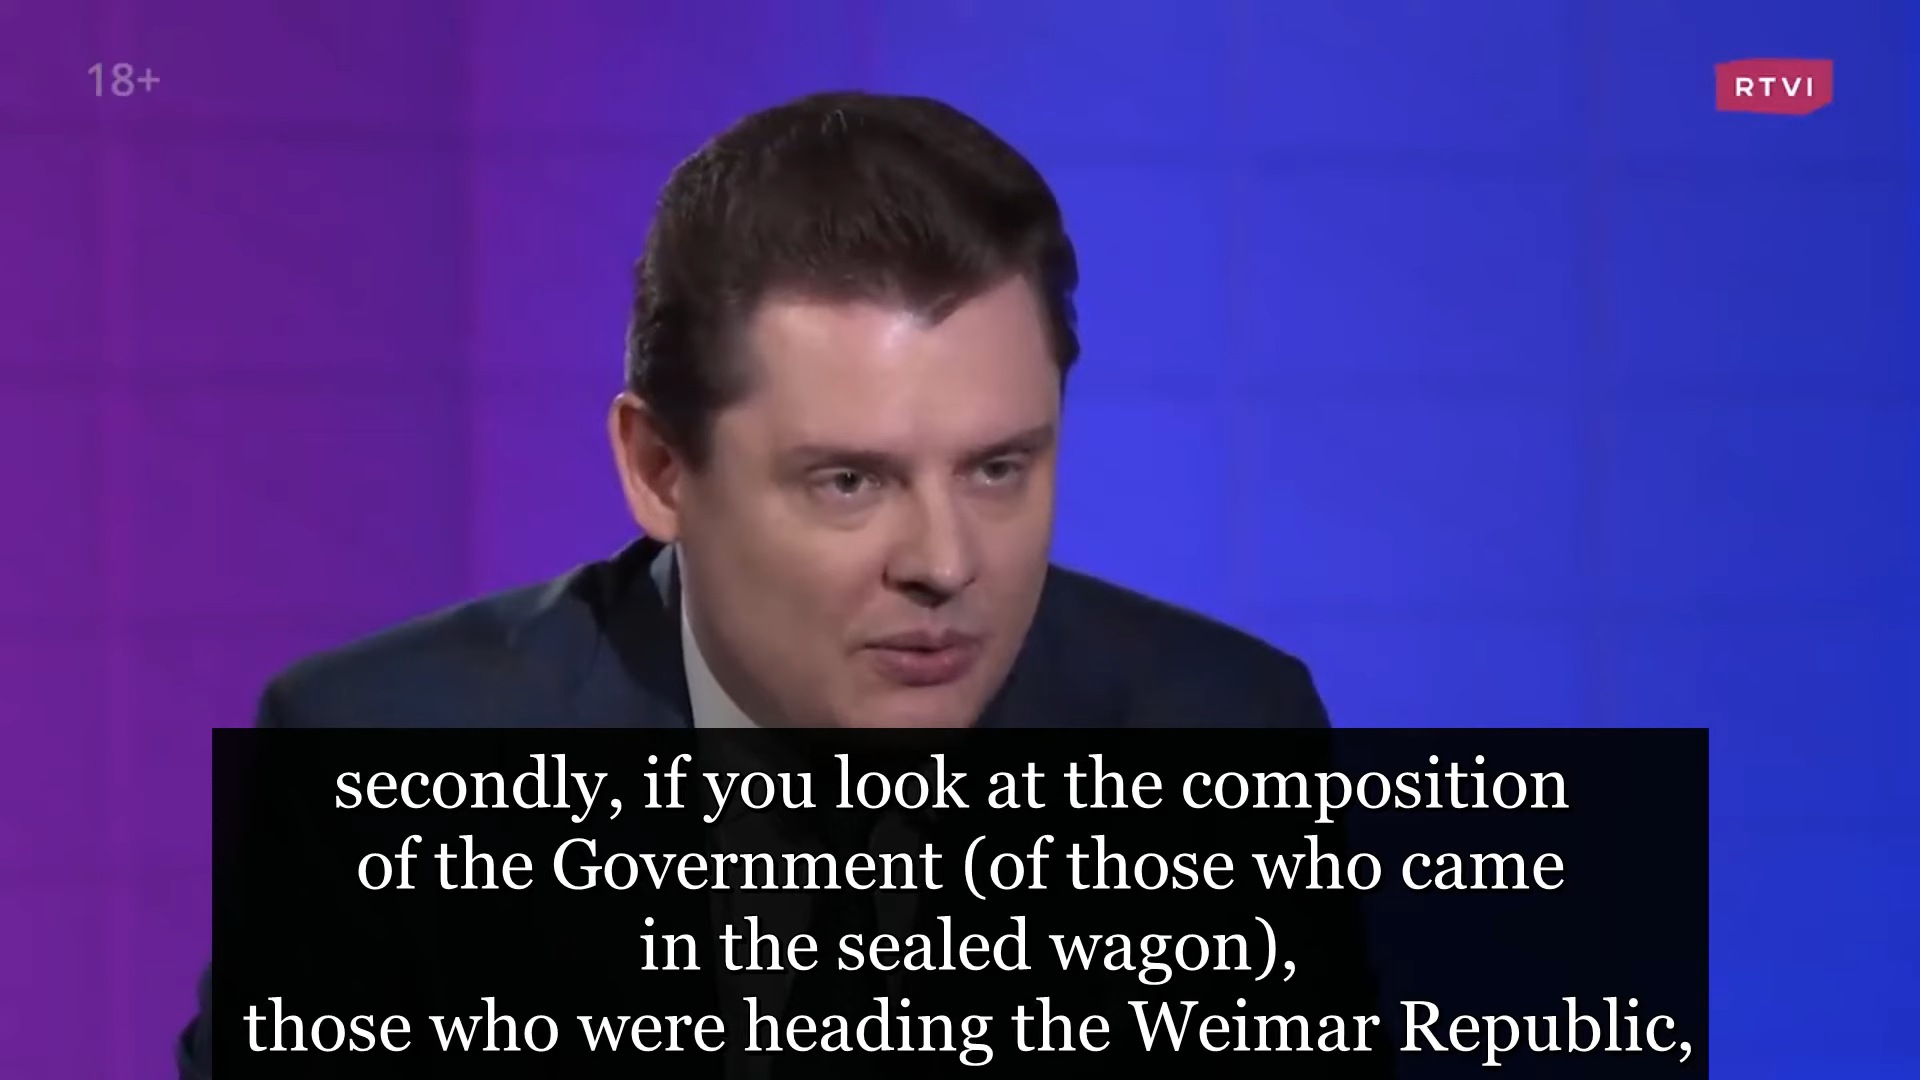 18+
RTVI
secondly, if you look at the composition
of the Government (of those who came
in the sealed wagon),
those who were heading the Weimar Republic,